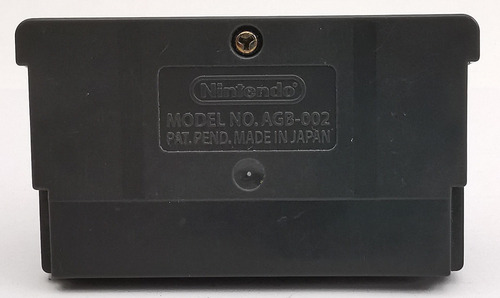 Nintendo
MODEL NO. AGB-002
PAT. PEND. MADE IN JAPAN